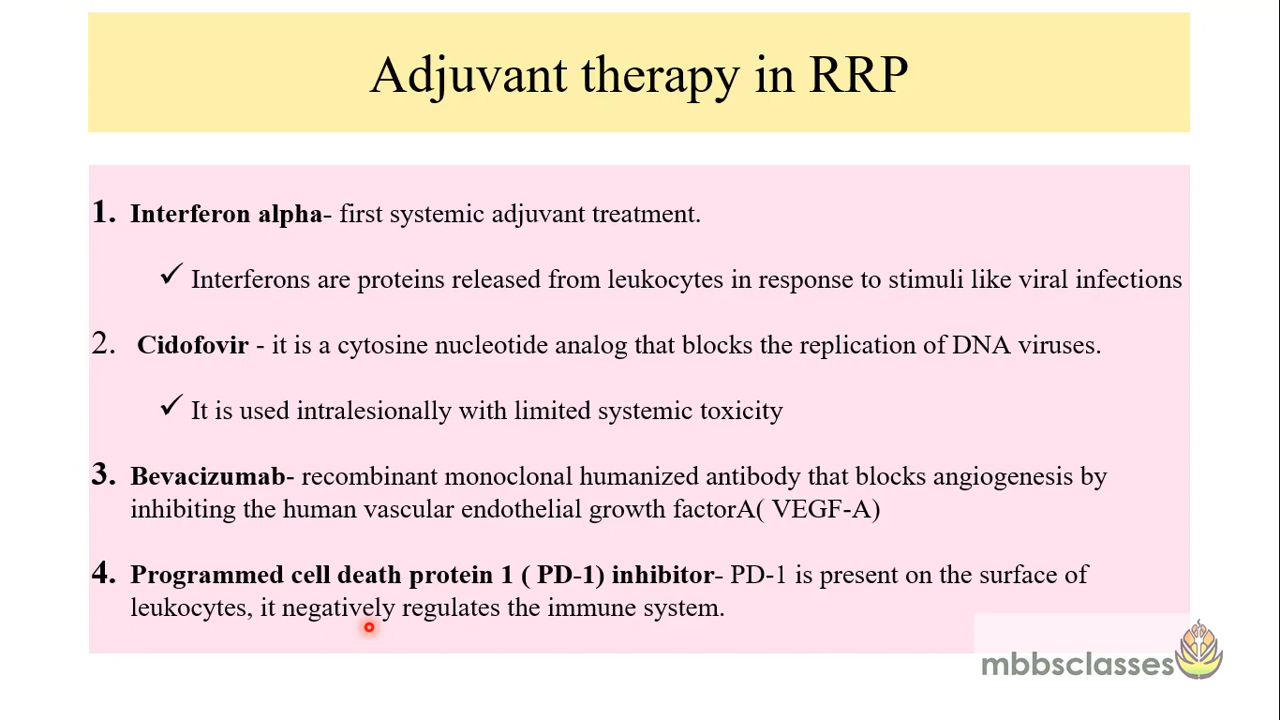 Adjuvant therapy in RRP
1. Interferon alpha- first systemic adjuvant treatment.
✓ Interferons are proteins released from leukocytes in response to stimuli like viral infections
2. Cidofovir - it is a cytosine nucleotide analog that blocks the replication of DNA viruses.
✓ It is used intralesionally with limited systemic toxicity
3. Bevacizumab- recombinant monoclonal humanized antibody that blocks angiogenesis by
inhibiting the human vascular endothelial growth factorA( VEGF-A)
4. Programmed cell death protein 1 ( PD-1) inhibitor- PD-1 is present on the surface of
leukocytes, it negatively regulates the immune system.
mbbsclasses